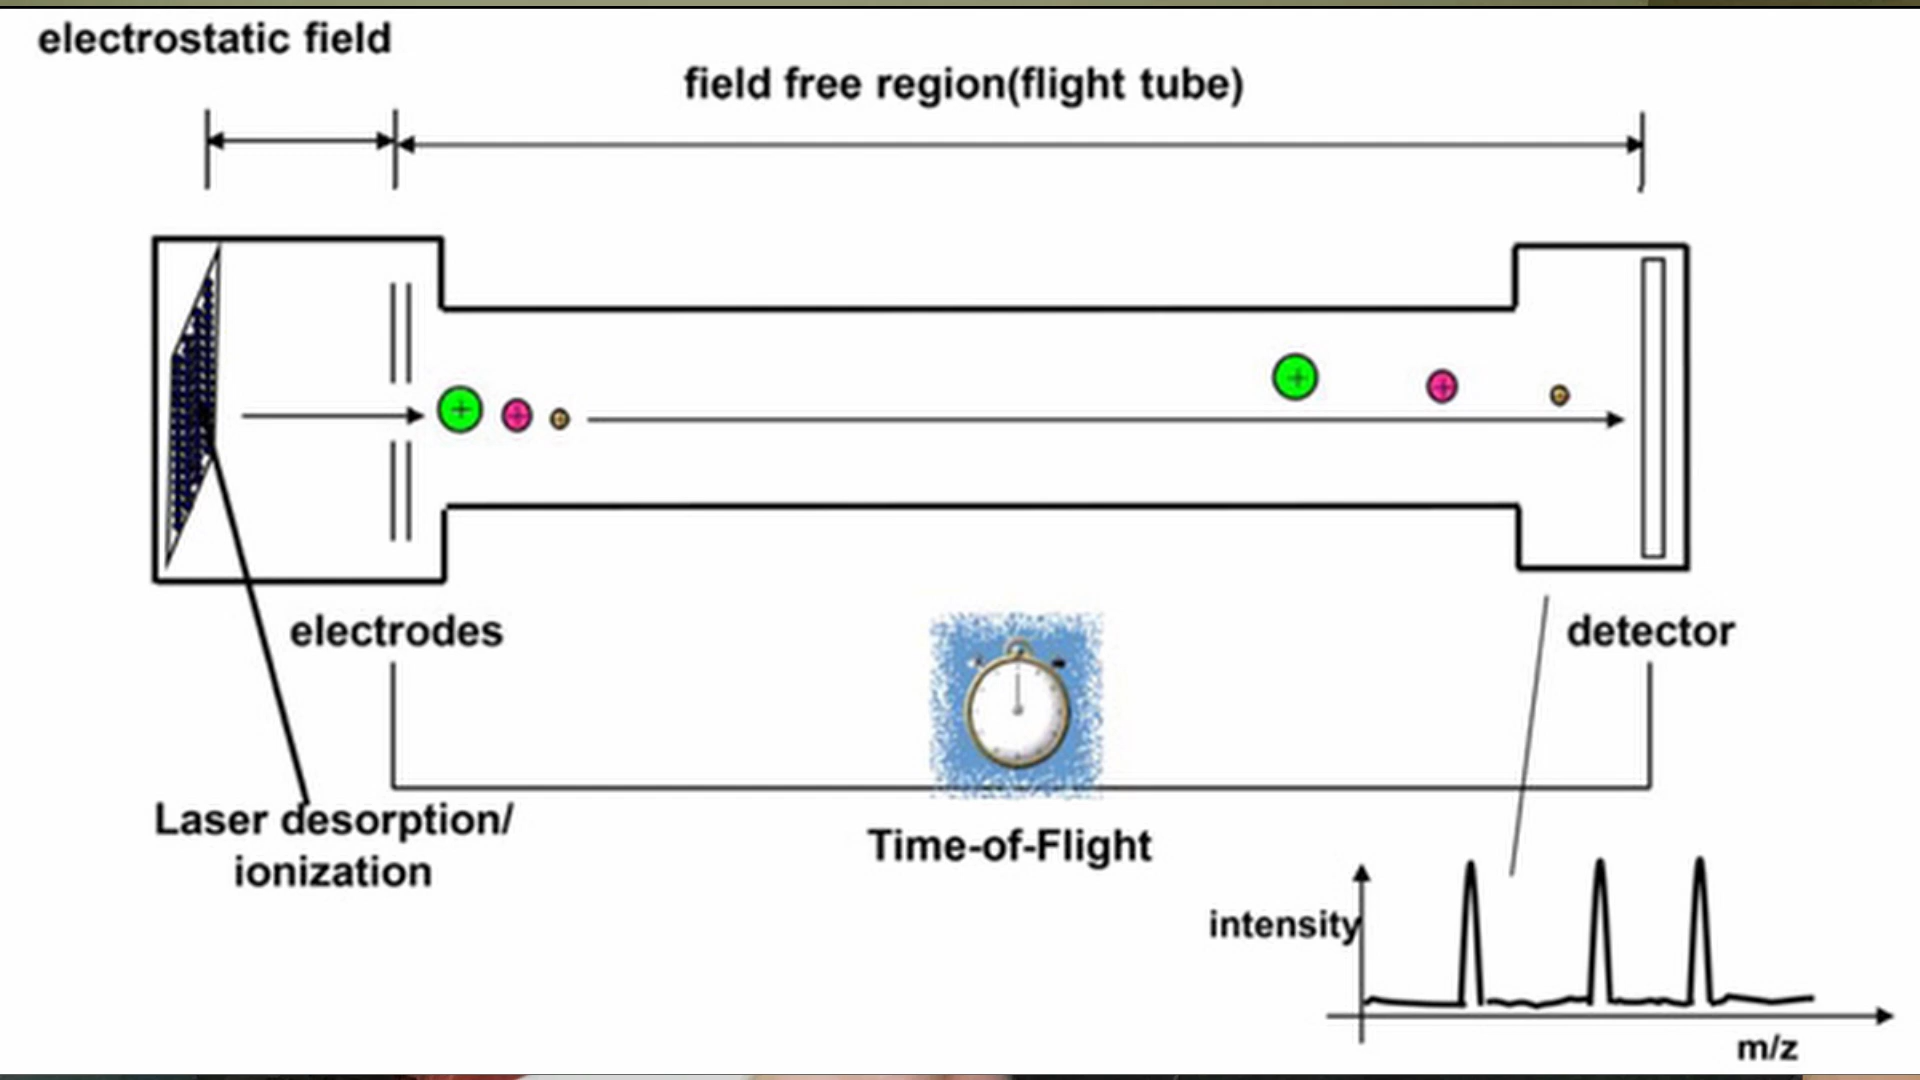 electrostatic field
field free region(flight tube)
+ + +
+ + +
electrodes
detector
Laser desorption/
ionization
Time-of-Flight
intensity
m/z